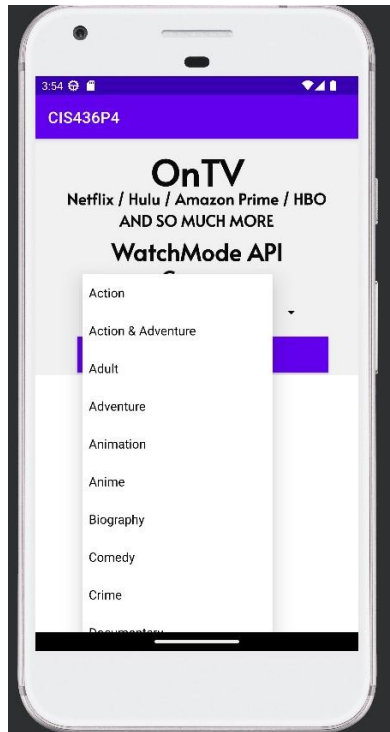 3:54
CIS436P4
OnTV
Netflix / Hulu / Amazon Prime / HBO
AND SO MUCH MORE
WatchMode API
Action
Action & Adventure
Adult
Adventure
Animation
Anime
Biography
Comedy
Crime
Documentary